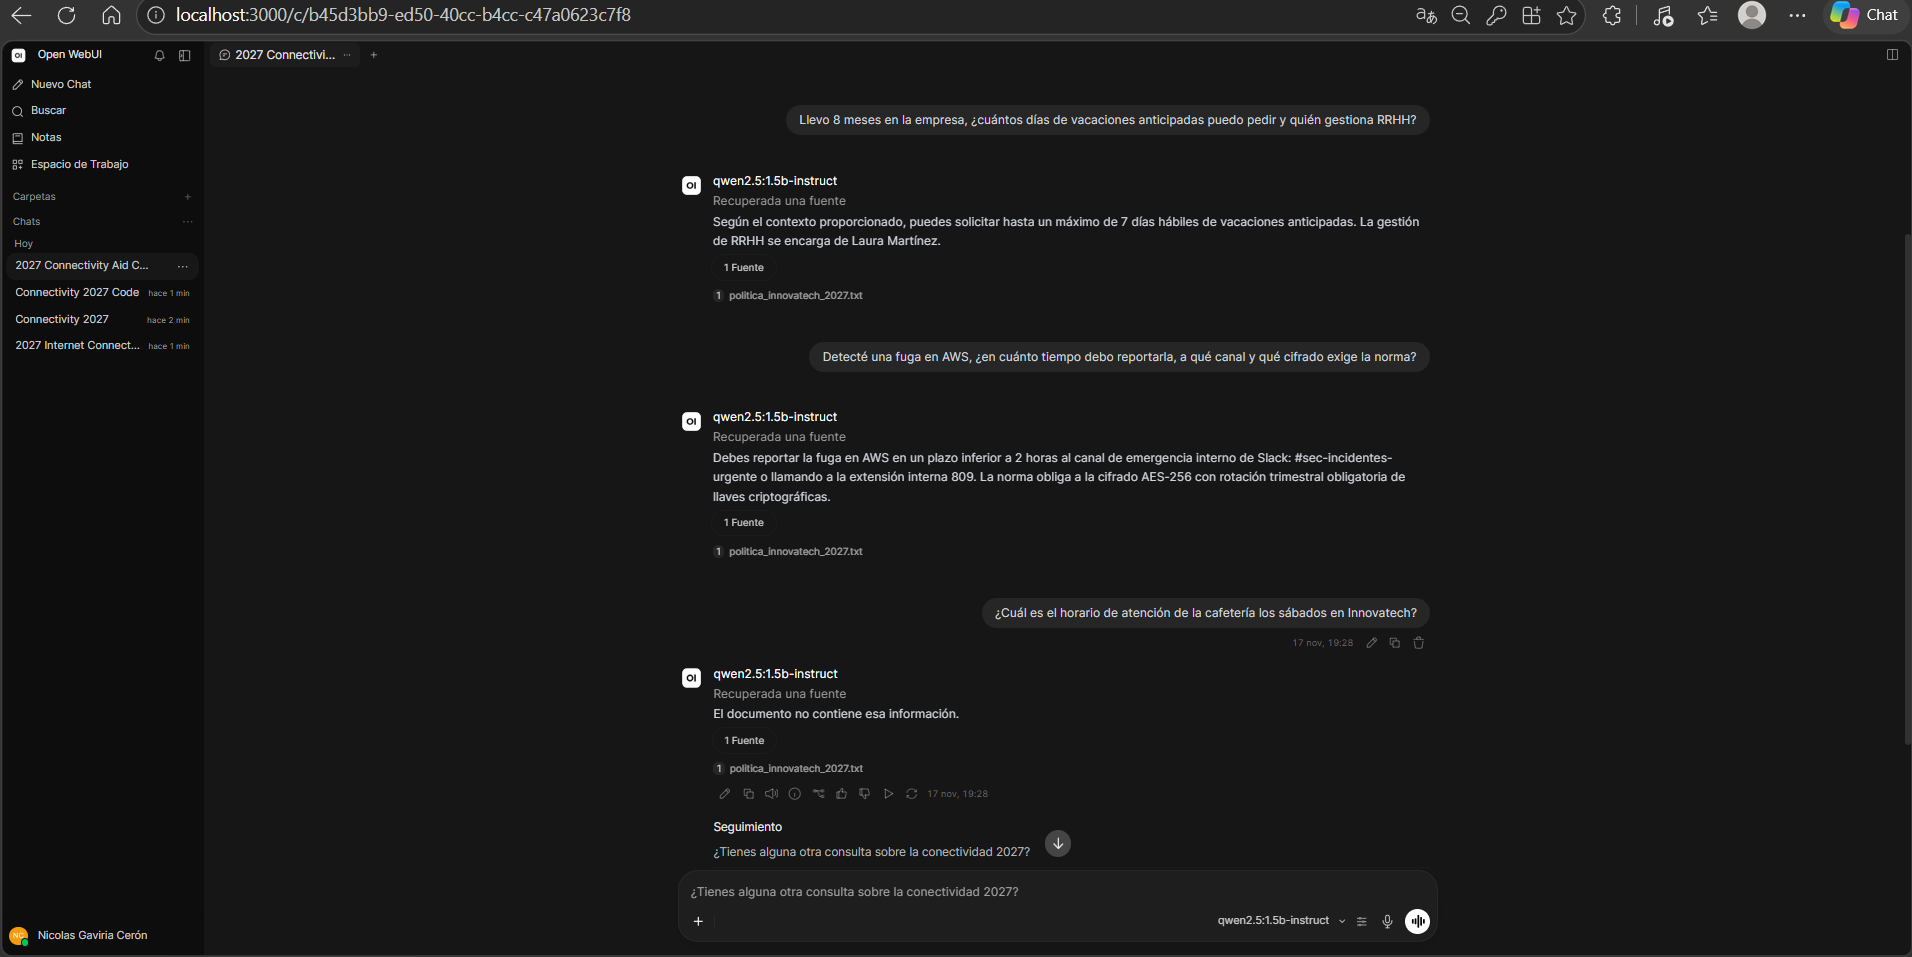 localhost:3000/c/b45d3bb9-ed50-40cc-b4cc-c47a0623c7f8
Chat
OI Open WebUI
2027 Connectivi...
Nuevo Chat
Buscar
Notas
Espacio de Trabajo
Carpetas
Chats
Hoy
2027 Connectivity Aid C...
Connectivity 2027 Code hace 1 min
Connectivity 2027 hace 2 min
2027 Internet Connect... hace 1 min
Llevo 8 meses en la empresa, ¿cuántos días de vacaciones anticipadas puedo pedir y quién gestiona RRHH?
OI qwen2.5:1.5b-instruct
Recuperada una fuente
Según el contexto proporcionado, puedes solicitar hasta un máximo de 7 días hábiles de vacaciones anticipadas. La gestión
de RRHH se encarga de Laura Martínez.
1 Fuente
1 politica_innovatech_2027.txt
Detecté una fuga en AWS, ¿en cuánto tiempo debo reportarla, a qué canal y qué cifrado exige la norma?
OI qwen2.5:1.5b-instruct
Recuperada una fuente
Debes reportar la fuga en AWS en un plazo inferior a 2 horas al canal de emergencia interno de Slack: #sec-incidentes-
urgente o llamando a la extensión interna 809. La norma obliga a la cifrado AES-256 con rotación trimestral obligatoria de
llaves criptográficas.
1 Fuente
1 politica_innovatech_2027.txt
¿Cuál es el horario de atención de la cafetería los sábados en Innovatech?
17 nov, 19:28
OI qwen2.5:1.5b-instruct
Recuperada una fuente
El documento no contiene esa información.
1 Fuente
1 politica_innovatech_2027.txt
17 nov, 19:28
Seguimiento
¿Tienes alguna otra consulta sobre la conectividad 2027?
¿Tienes alguna otra consulta sobre la conectividad 2027?
qwen2.5:1.5b-instruct
NC Nicolas Gaviria Cerón